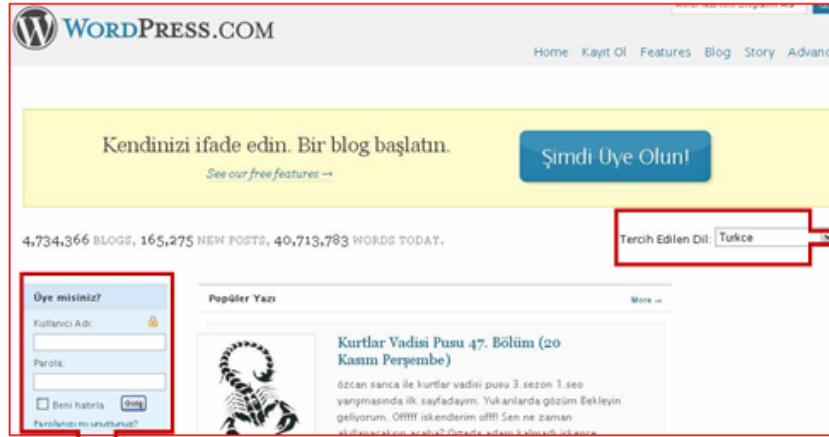 WORDPRESS.COM
Home Kayıt Ol Features Blog Story Advanc
Kendinizi ifade edin. Bir blog başlatın.
See our free features →
Şimdi Üye Olun!
4,734,366 BLOGS, 165,275 NEW POSTS, 40,713,783 WORDS TODAY.
Tercih Edilen Dil: Turkce
Üye misiniz?
Kullanıcı Adı:
Parola:
Beni hatırla Giriş
Parolanızı mı unuttunuz?
Popüler Yazı
More →
Kurtlar Vadisi Pusu 47. Bölüm (20
Kasım Perşembe)
özcan sarıca ile kurtlar vadisi pusu 3.sezon 1.seo
yarışmasında ilk sayfadayım. Yukarılarda gözüm Bekleyin
geliyorum. Offfff iskenderim offf! Sen ne zaman